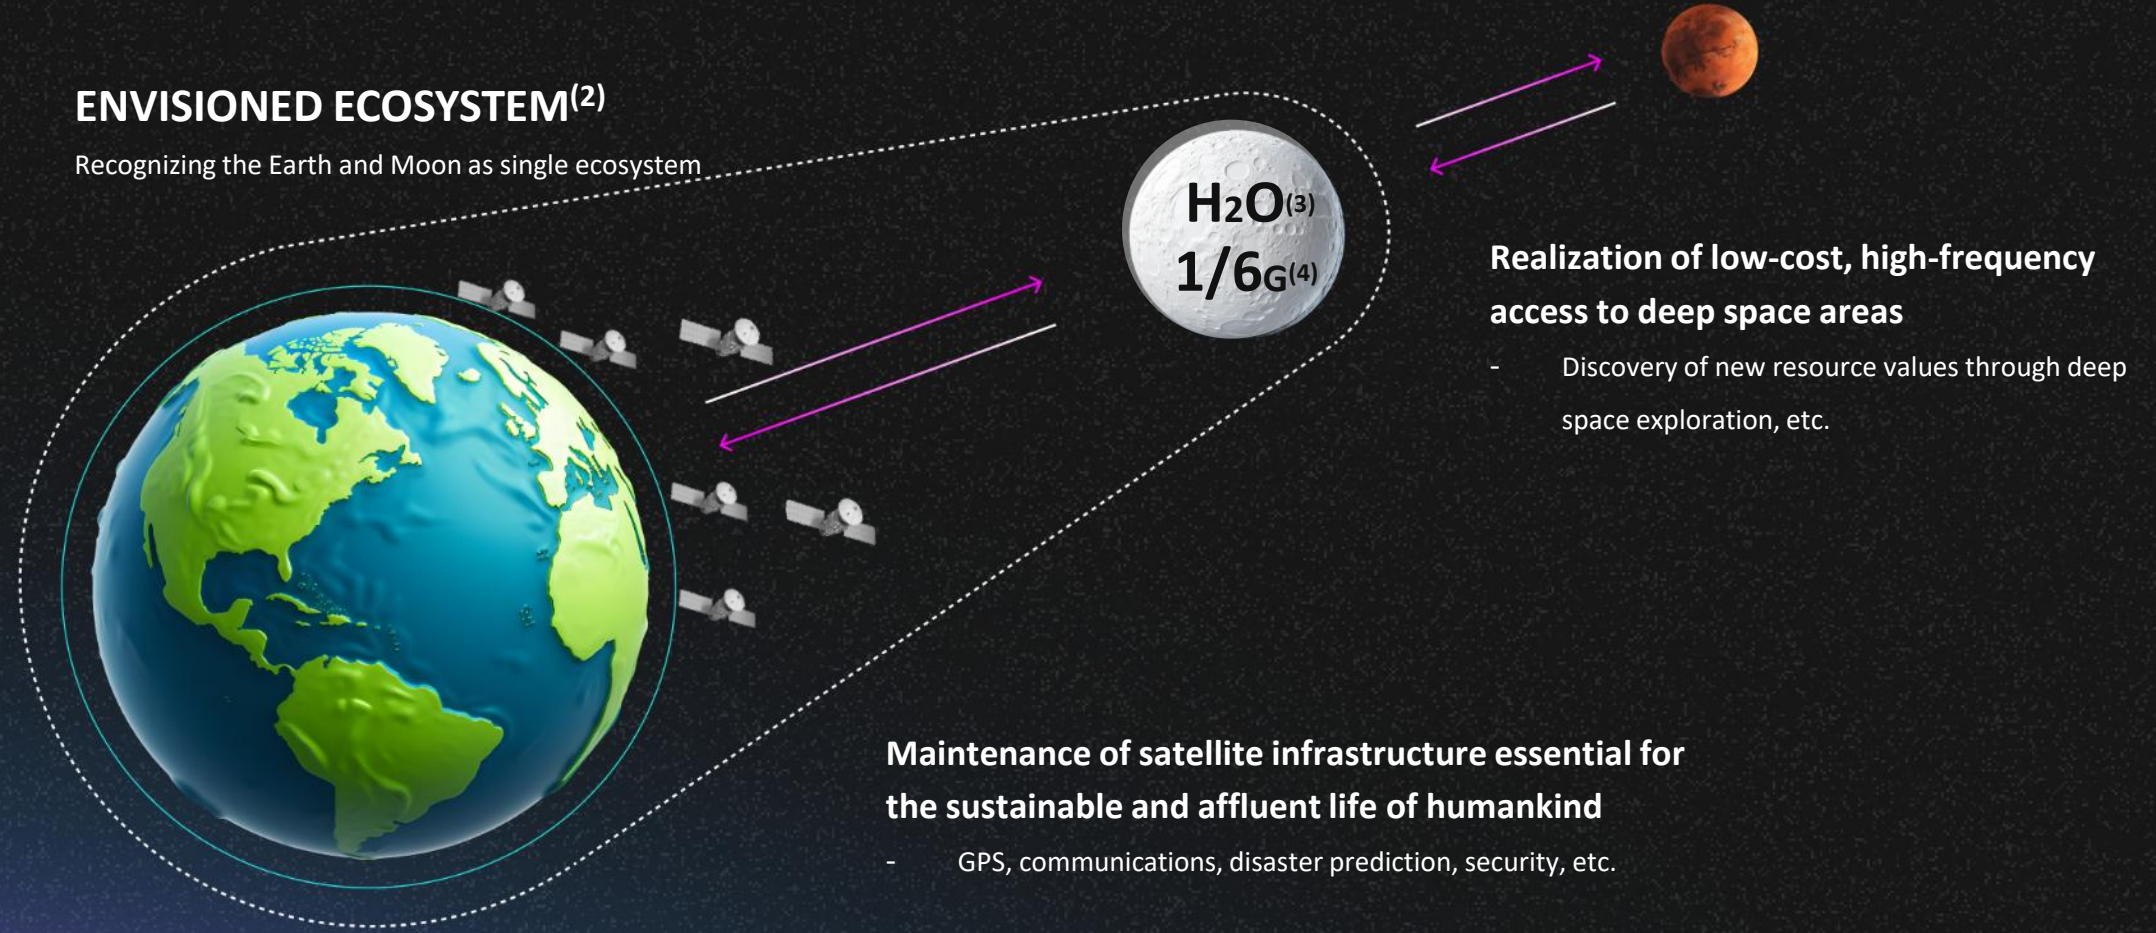 ENVISIONED ECOSYSTEM(2)
Recognizing the Earth and Moon as single ecosystem
H2O(3)
1/6G(4)
Realization of low-cost, high-frequency
access to deep space areas
- Discovery of new resource values through deep
space exploration, etc.
Maintenance of satellite infrastructure essential for
the sustainable and affluent life of humankind
- GPS, communications, disaster prediction, security, etc.